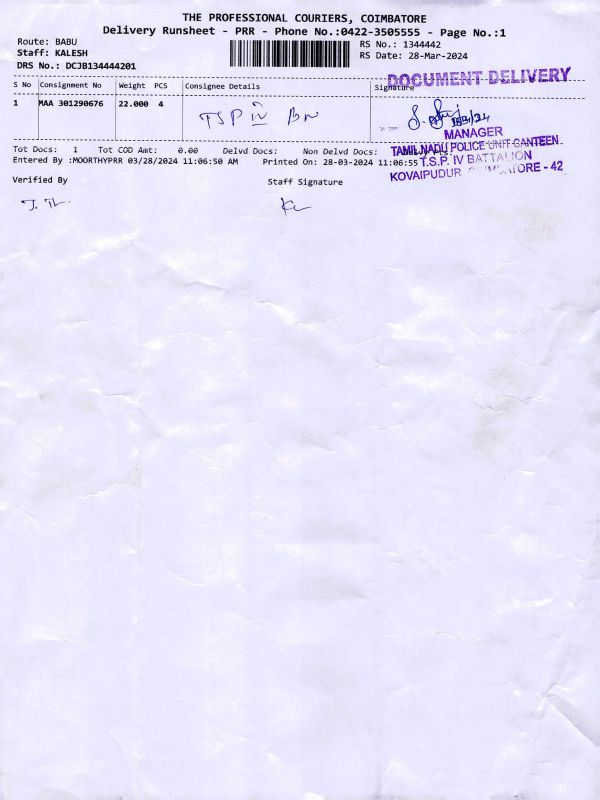 THE PROFESSIONAL COURIERS, COIMBATORE
Delivery Runsheet - PRR - Phone No.:0422-3505555 - Page No.:1
Route: BABU
Staff: KALESH
DRS No.: DCJB134444201
RS No.: 1344442
RS Date: 28-Mar-2024
DOCUMENT DELIVERY
S No Consignment No Weight PCS Consignee Details Signature
1 MAA 301290676 22.000 4 TSP IV BN
MANAGER
TAMIL NADU POLICE UNIT CANTEEN
T.S.P. IV BATTALION
KOVAIPUDUR, COIMBATORE - 42
Tot Docs: 1 Tot COD Amt: 0.00 Delvd Docs: Non Delvd Docs:
Entered By :MOORTHYPRR 03/28/2024 11:06:50 AM Printed On: 28-03-2024 11:06:55
Verified By Staff Signature